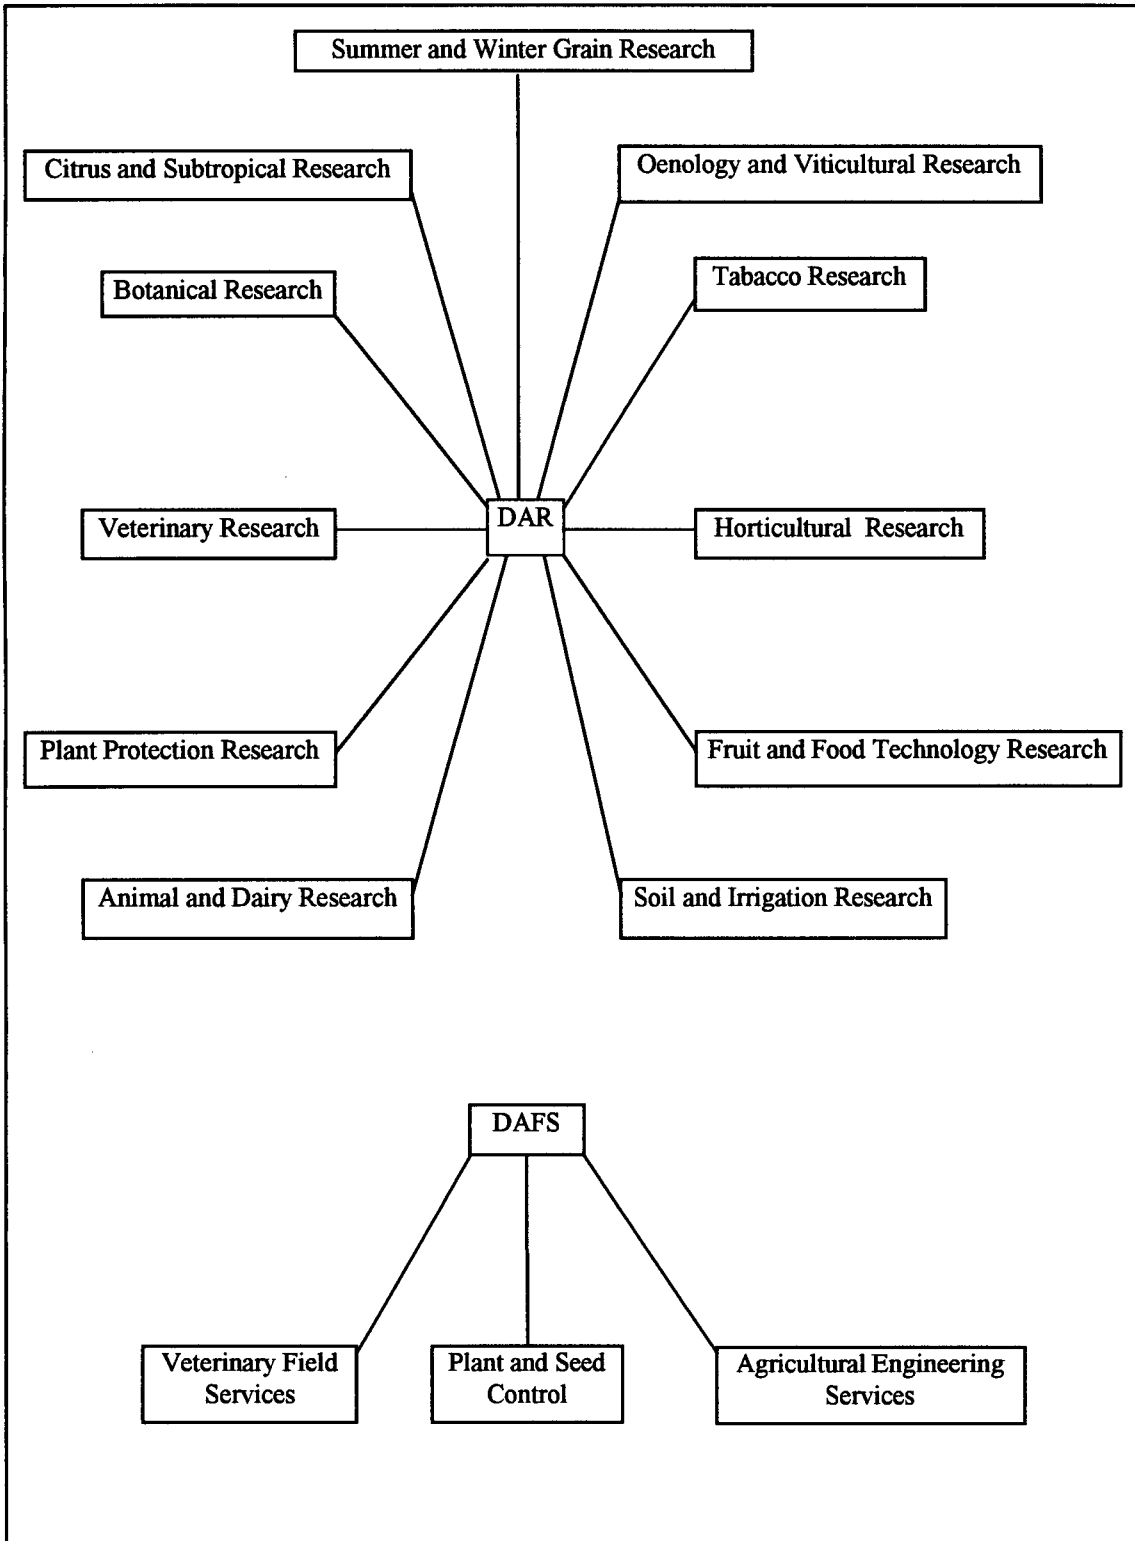 Summer and Winter Grain Research
Citrus and Subtropical Research
Oenology and Viticultural Research
Botanical Research
Tabacco Research
Veterinary Research
DAR
Horticultural Research
Plant Protection Research
Fruit and Food Technology Research
Animal and Dairy Research
Soil and Irrigation Research
DAFS
Veterinary Field
Services
Plant and Seed
Control
Agricultural Engineering
Services